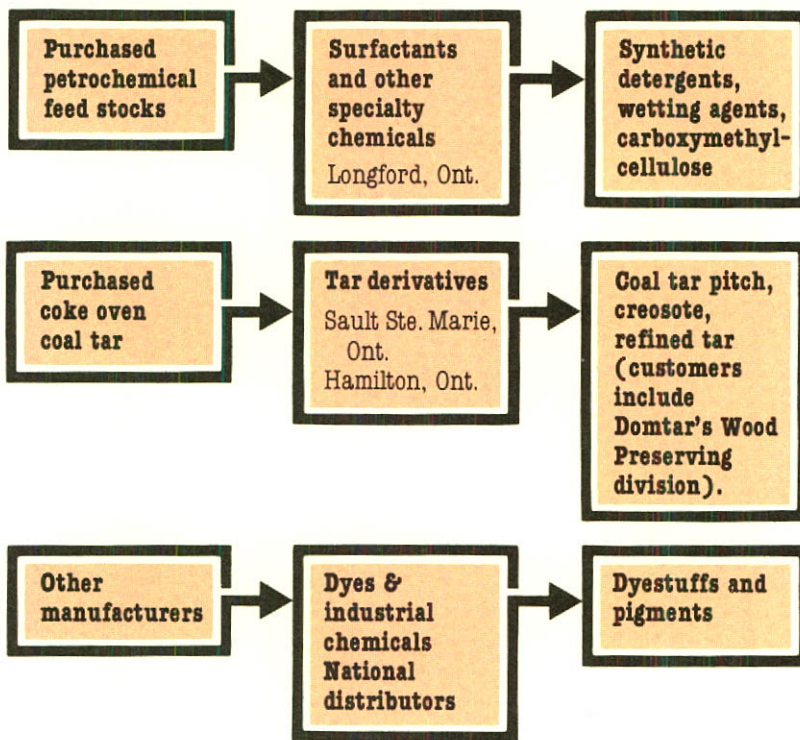 Purchased
petrochemical
feed stocks
Surfactants
and other
specialty
chemicals
Longford, Ont.
Synthetic
detergents,
wetting agents,
carboxymethyl-
cellulose
Purchased
coke oven
coal tar
Tar derivatives
Sault Ste. Marie,
Ont.
Hamilton, Ont.
Coal tar pitch,
creosote,
refined tar
(customers
include
Domtar's Wood
Preserving
division).
Other
manufacturers
Dyes &
industrial
chemicals
National
distributors
Dyestuffs and
pigments